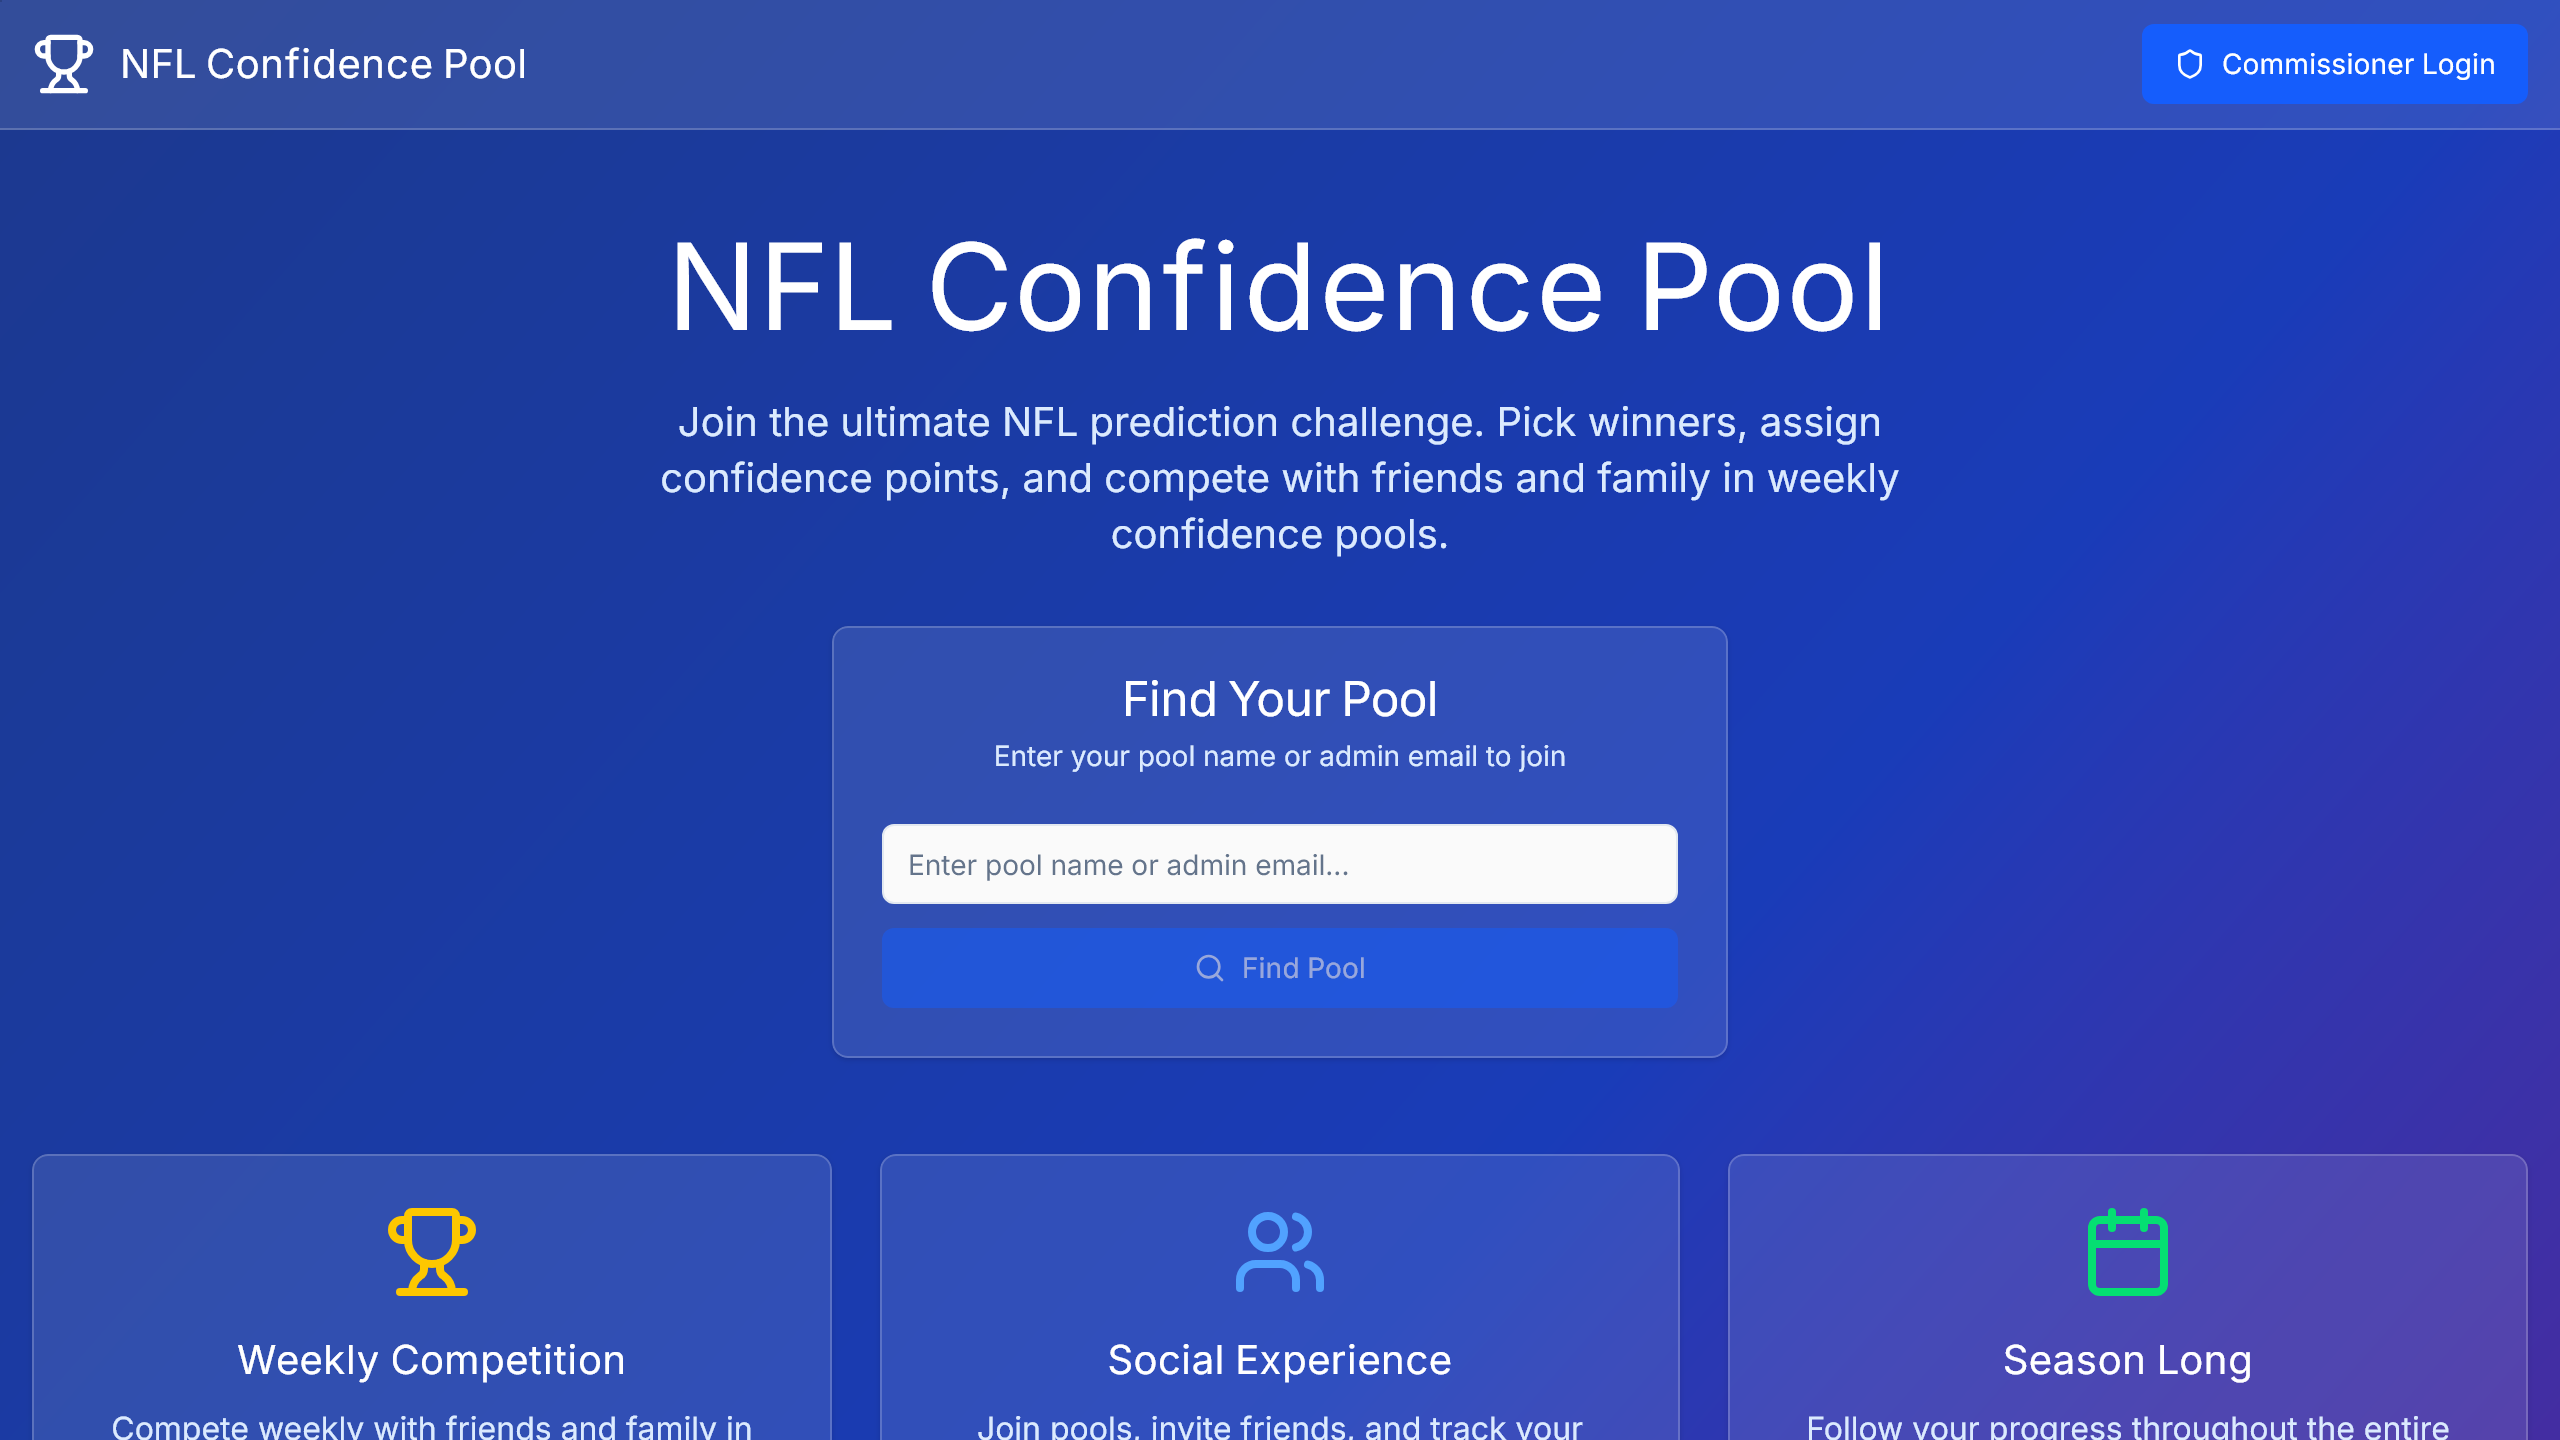 NFL Confidence Pool
Commissioner Login
NFL Confidence Pool
Join the ultimate NFL prediction challenge. Pick winners, assign
confidence points, and compete with friends and family in weekly
confidence pools.
Find Your Pool
Enter your pool name or admin email to join
Enter pool name or admin email...
Find Pool
Weekly Competition
Compete weekly with friends and family in
Social Experience
Join pools, invite friends, and track your
Season Long
Follow your progress throughout the entire